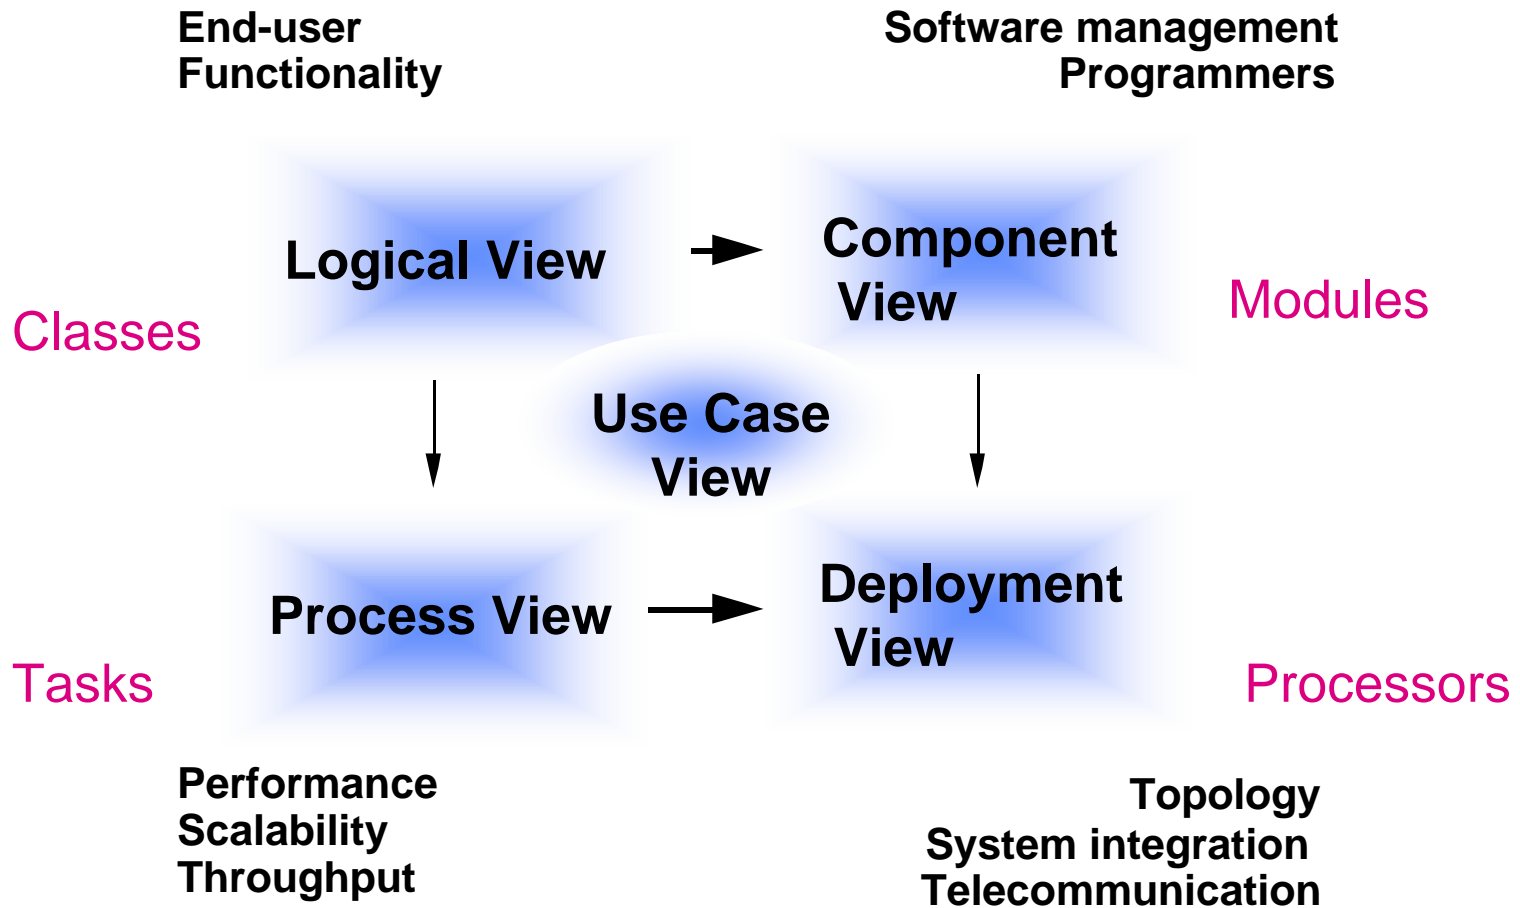 End-user
Functionality
Software management
Programmers
Logical View
Component
View
Classes
Modules
Use Case
View
Process View
Deployment
View
Tasks
Processors
Performance
Scalability
Throughput
Topology
System integration
Telecommunication